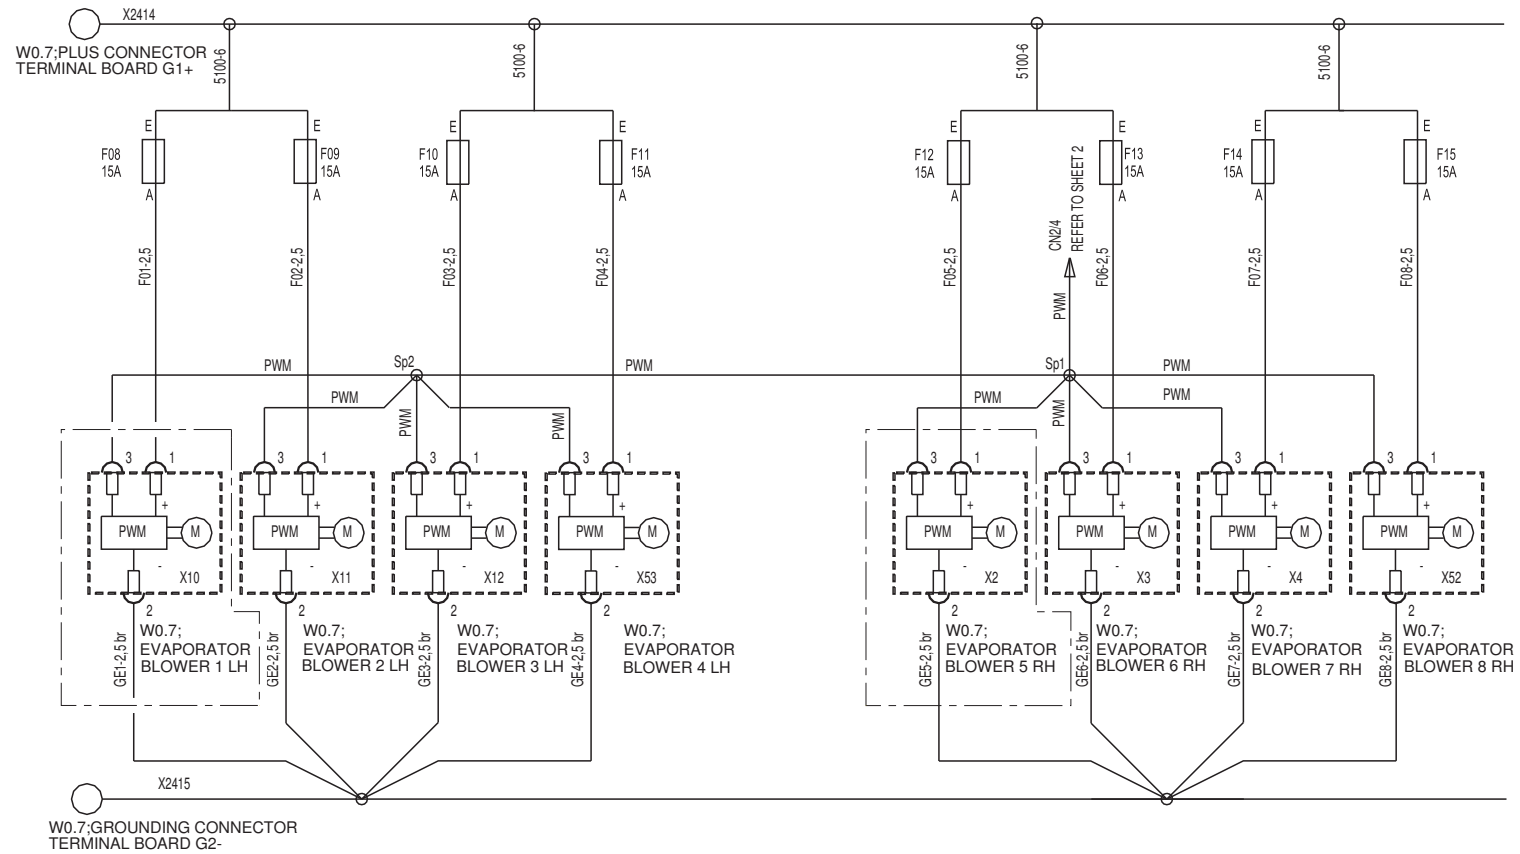 X2414
W0.7;PLUS CONNECTOR
TERMINAL BOARD G1+
5100-6
5100-6
5100-6
5100-6
E
E
E
E
E
E
E
E
F08
15A
F09
15A
F10
15A
F11
15A
F12
15A
F13
15A
F14
15A
F15
15A
A
A
A
A
A
A
A
A
CN2/4
REFER TO SHEET 2
F01-2,5
F02-2,5
F03-2,5
F04-2,5
F05-2,5
F06-2,5
F07-2,5
F08-2,5
PWM
PWM
Sp2
PWM
Sp1
PWM
PWM
PWM
PWM
PWM
PWM
PWM
PWM
3
1
3
1
3
1
3
1
3
1
3
1
3
1
3
1
+
+
+
+
+
+
+
+
PWM
M
PWM
M
PWM
M
PWM
M
PWM
M
PWM
M
PWM
M
PWM
M
-
-
-
-
-
-
-
-
X10
X11
X12
X53
X2
X3
X4
X52
2
2
2
2
2
2
2
2
GE1-2,5 br
W0.7;
EVAPORATOR
BLOWER 1 LH
GE2-2,5 br
W0.7;
EVAPORATOR
BLOWER 2 LH
GE3-2,5 br
W0.7;
EVAPORATOR
BLOWER 3 LH
GE4-2,5 br
W0.7;
EVAPORATOR
BLOWER 4 LH
GE5-2,5 br
W0.7;
EVAPORATOR
BLOWER 5 RH
GE6-2,5 br
W0.7;
EVAPORATOR
BLOWER 6 RH
GE7-2,5 br
W0.7;
EVAPORATOR
BLOWER 7 RH
GE8-2,5 br
W0.7;
EVAPORATOR
BLOWER 8 RH
X2415
W0.7;GROUNDING CONNECTOR
TERMINAL BOARD G2-